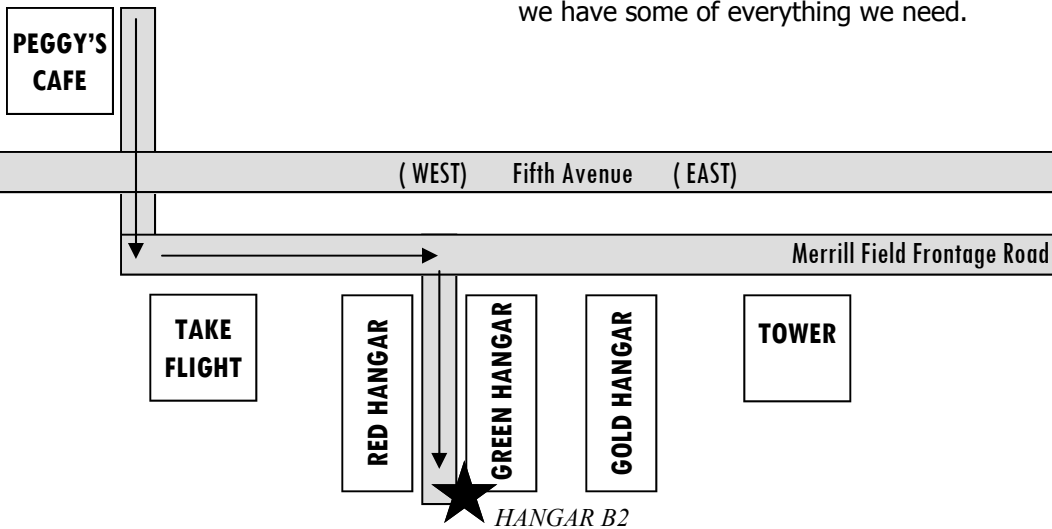 we have some of everything we need.
PEGGY'S
CAFE
( WEST) Fifth Avenue ( EAST)
Merrill Field Frontage Road
TAKE
FLIGHT
RED HANGAR
GREEN HANGAR
GOLD HANGAR
TOWER
HANGAR B2